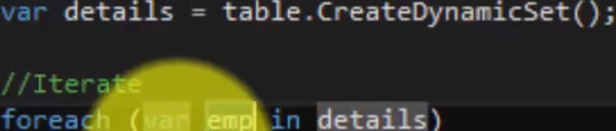 var details = table.CreateDynamicSet();
//Iterate
foreach (var emp in details)